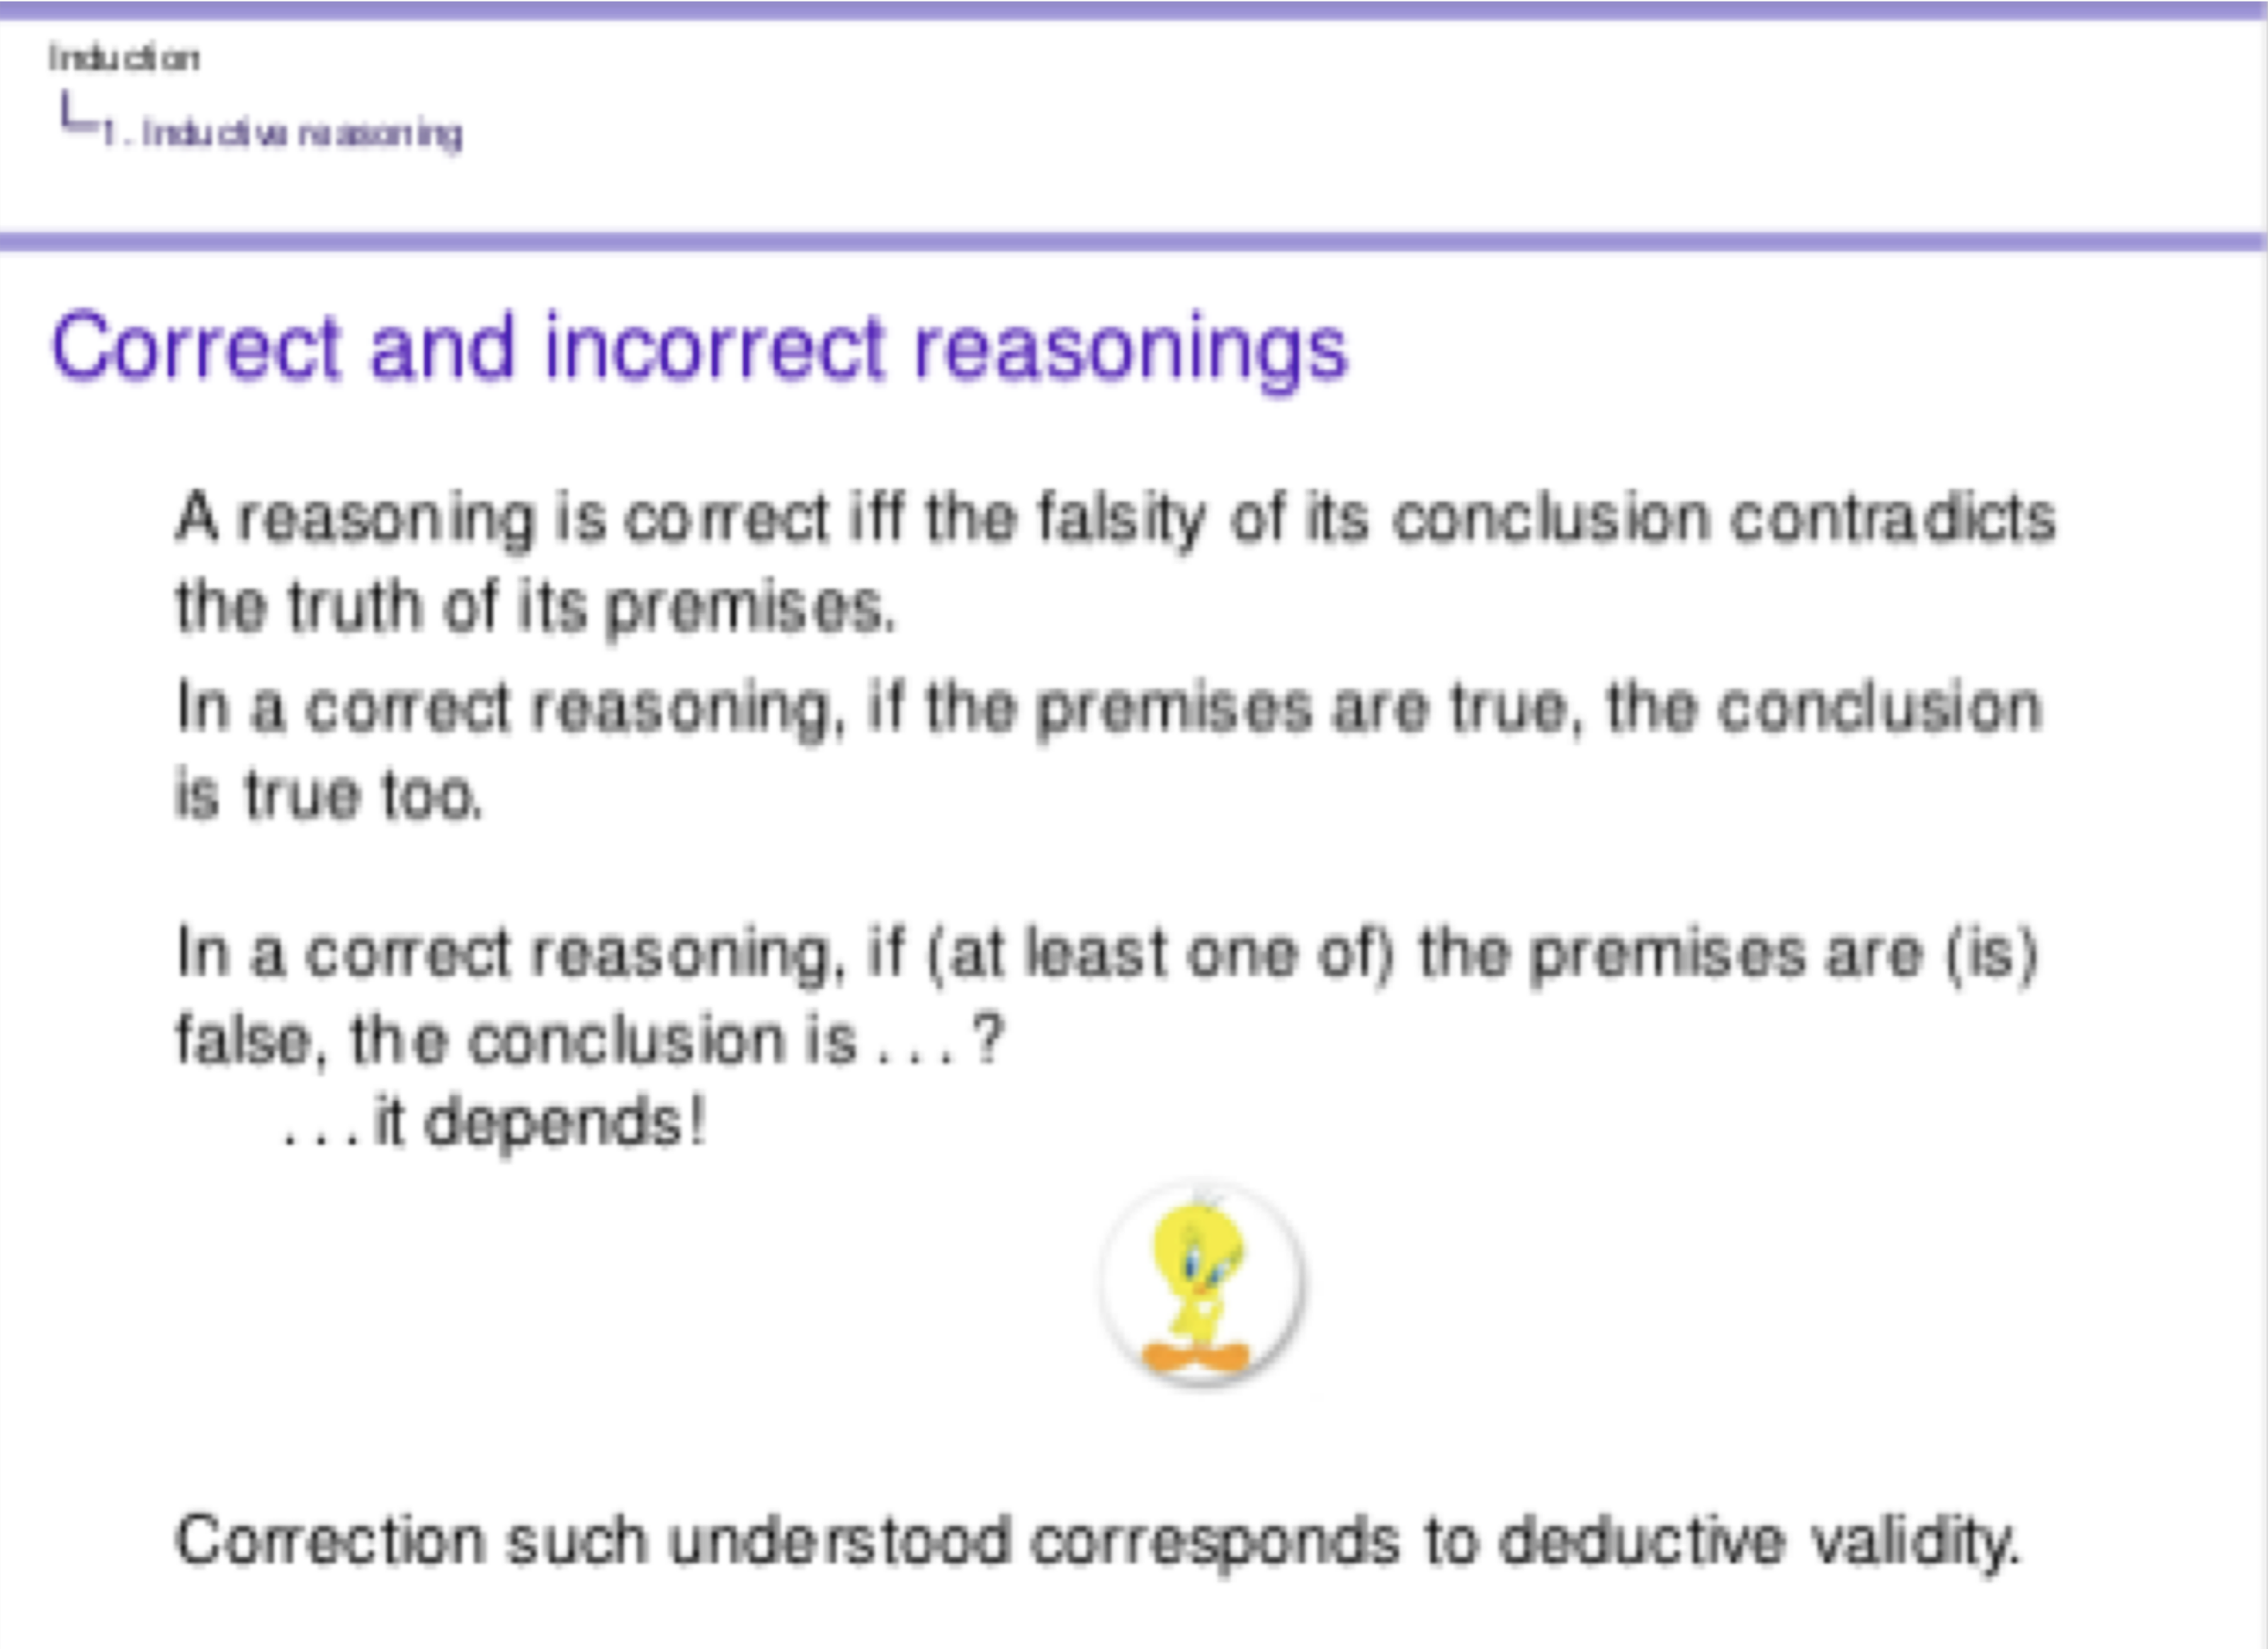 Induction
1. Inductive reasoning
Correct and incorrect reasonings
A reasoning is correct iff the falsity of its conclusion contradicts
the truth of its premises.
In a correct reasoning, if the premises are true, the conclusion
is true too.
In a correct reasoning, if (at least one of) the premises are (is)
false, the conclusion is . . . ?
. . . it depends!
Correction such understood corresponds to deductive validity.